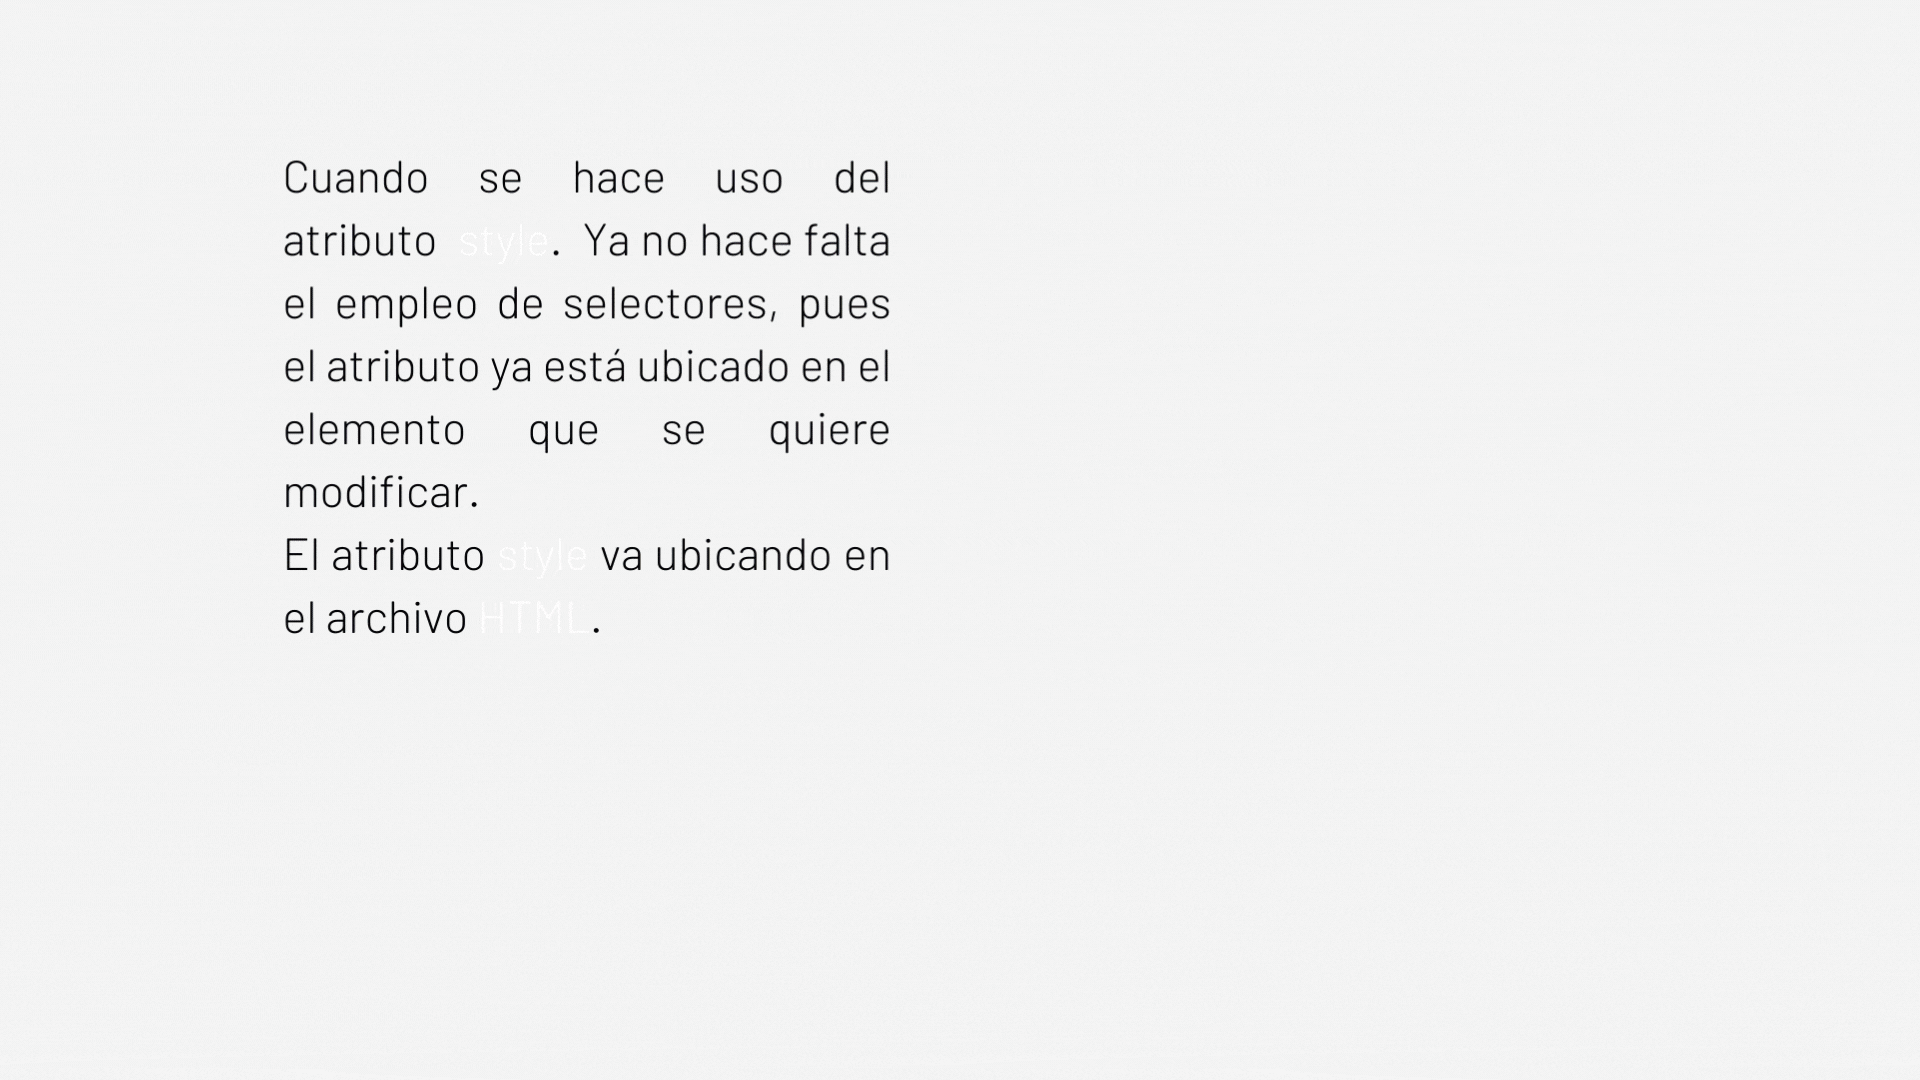 Cuando se hace uso del
atributo style. Ya no hace falta
el empleo de selectores, pues
el atributo ya está ubicado en el
elemento que se quiere
modificar.
El atributo style va ubicando en
el archivo HTML.